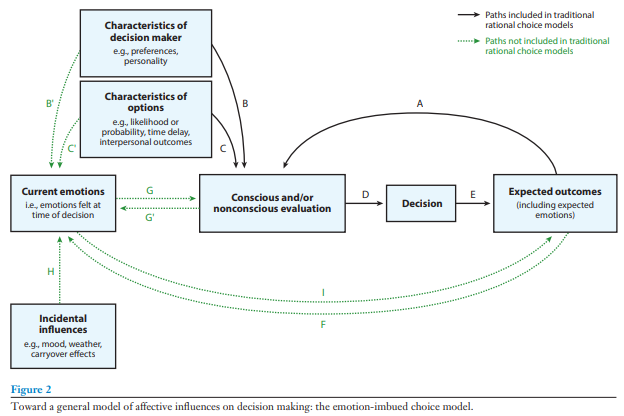 Characteristics of
decision maker
e.g., preferences,
personality
Paths included in traditional
rational choice models
Paths not included in traditional
rational choice models
Characteristics of
options
e.g., likelihood or
probability, time delay,
interpersonal outcomes
B'
B
A
C'
C
Current emotions
i.e., emotions felt at
time of decision
G
G'
Conscious and/or
nonconscious evaluation
D
Decision
E
Expected outcomes
(including expected
emotions)
H
I
F
Incidental
influences
e.g., mood, weather,
carryover effects
Figure 2
Toward a general model of affective influences on decision making: the emotion-imbued choice model.